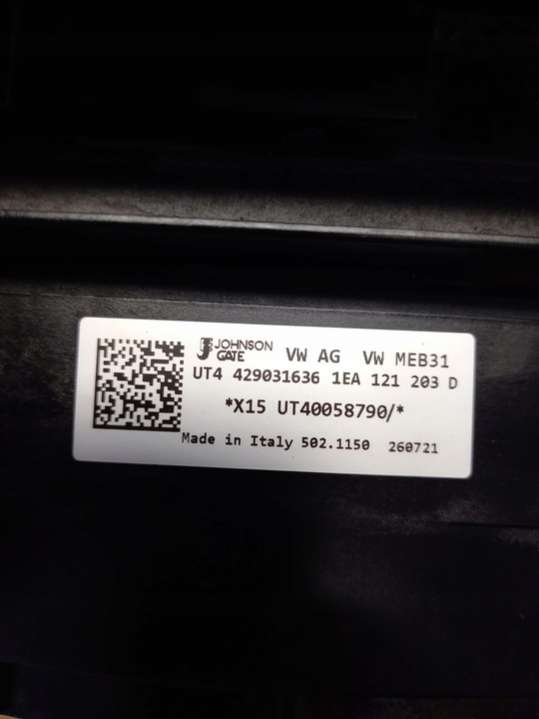 JOHNSON
GATE
VW AG VW MEB31
UT4 429031636 1EA 121 203 D
*X15 UT40058790/*
Made in Italy 502.1150 260721